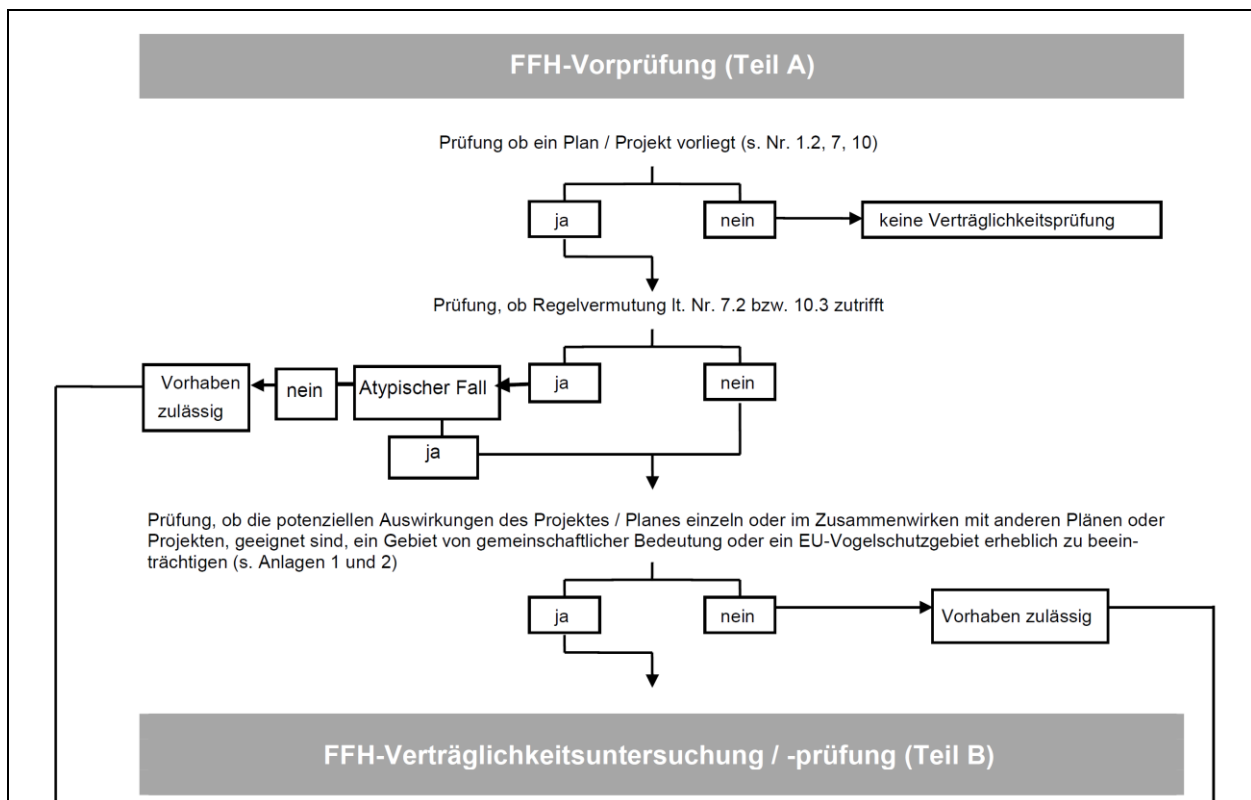 FFH-Vorprüfung (Teil A)
Prüfung ob ein Plan / Projekt vorliegt (s. Nr. 1.2, 7, 10)
ja
nein
keine Verträglichkeitsprüfung
Prüfung, ob Regelvermutung lt. Nr. 7.2 bzw. 10.3 zutrifft
Vorhaben
zulässig
nein
Atypischer Fall
ja
nein
ja
Prüfung, ob die potenziellen Auswirkungen des Projektes / Planes einzeln oder im Zusammenwirken mit anderen Plänen oder
Projekten, geeignet sind, ein Gebiet von gemeinschaftlicher Bedeutung oder ein EU-Vogelschutzgebiet erheblich zu beein-
trächtigen (s. Anlagen 1 und 2)
ja
nein
Vorhaben zulässig
FFH-Verträglichkeitsuntersuchung / -prüfung (Teil B)